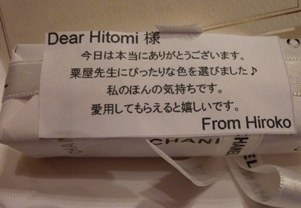 Dear Hitomi 様
今日は本当にありがとうございます。
粟屋先生にぴったりな色を選びました♪
私のほんの気持ちです。
愛用してもらえると嬉しいです。
From Hiroko
CHANEL